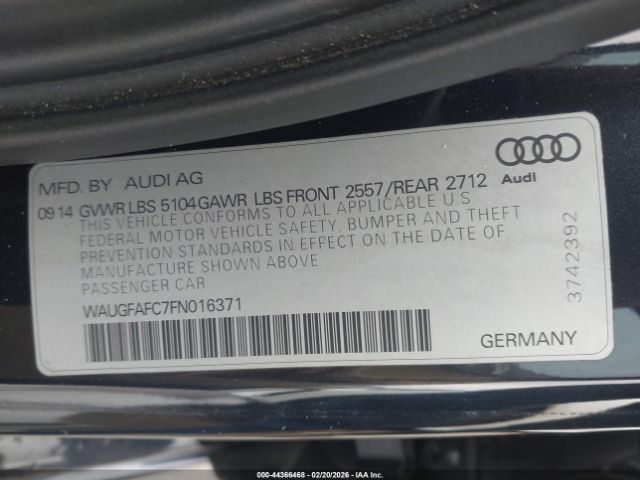 MFD. BY AUDI AG
Audi
09 14 GVWR LBS 5104 GAWR LBS FRONT 2557/REAR 2712
THIS VEHICLE CONFORMS TO ALL APPLICABLE U.S.
FEDERAL MOTOR VEHICLE SAFETY, BUMPER AND THEFT
PREVENTION STANDARDS IN EFFECT ON THE DATE OF
MANUFACTURE SHOWN ABOVE
PASSENGER CAR
WAUGFAFC7FN016371
3742392
GERMANY
000-44366468 - 02/20/2026 - IAA Inc.